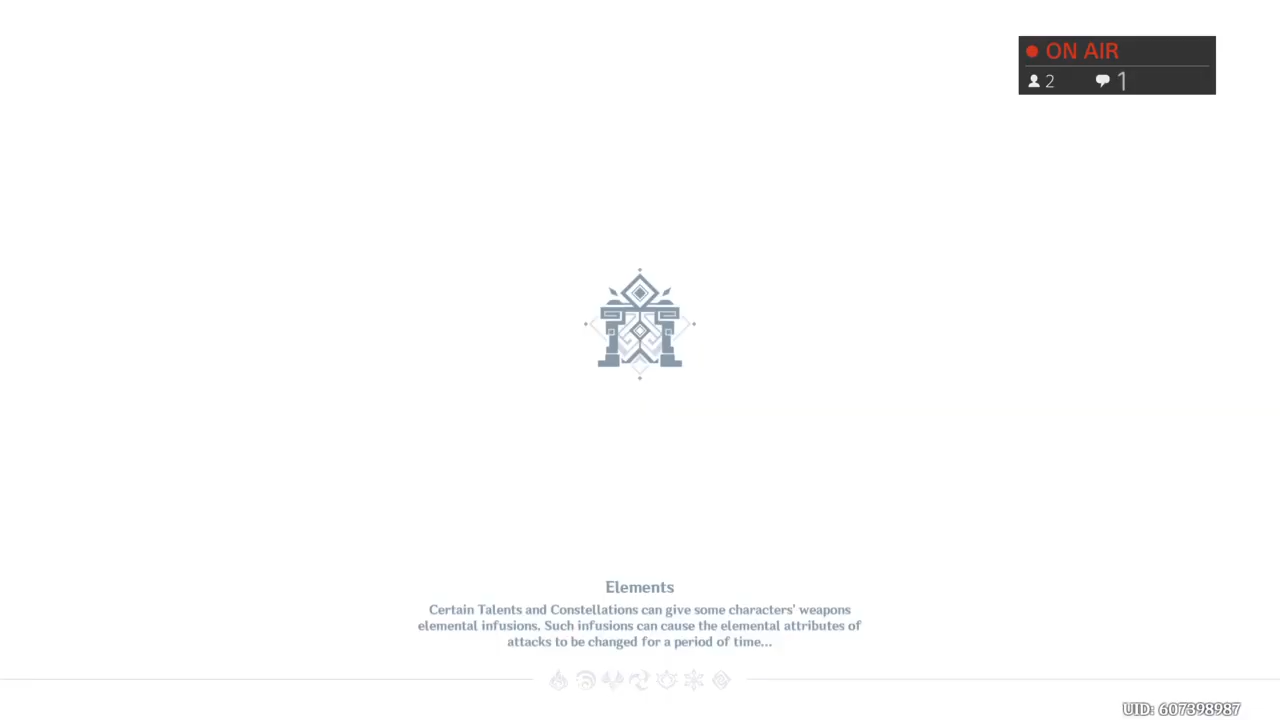 ON AIR
2 1
Elements
Certain Talents and Constellations can give some characters' weapons
elemental infusions. Such infusions can cause the elemental attributes of
attacks to be changed for a period of time...
UID: 607398987